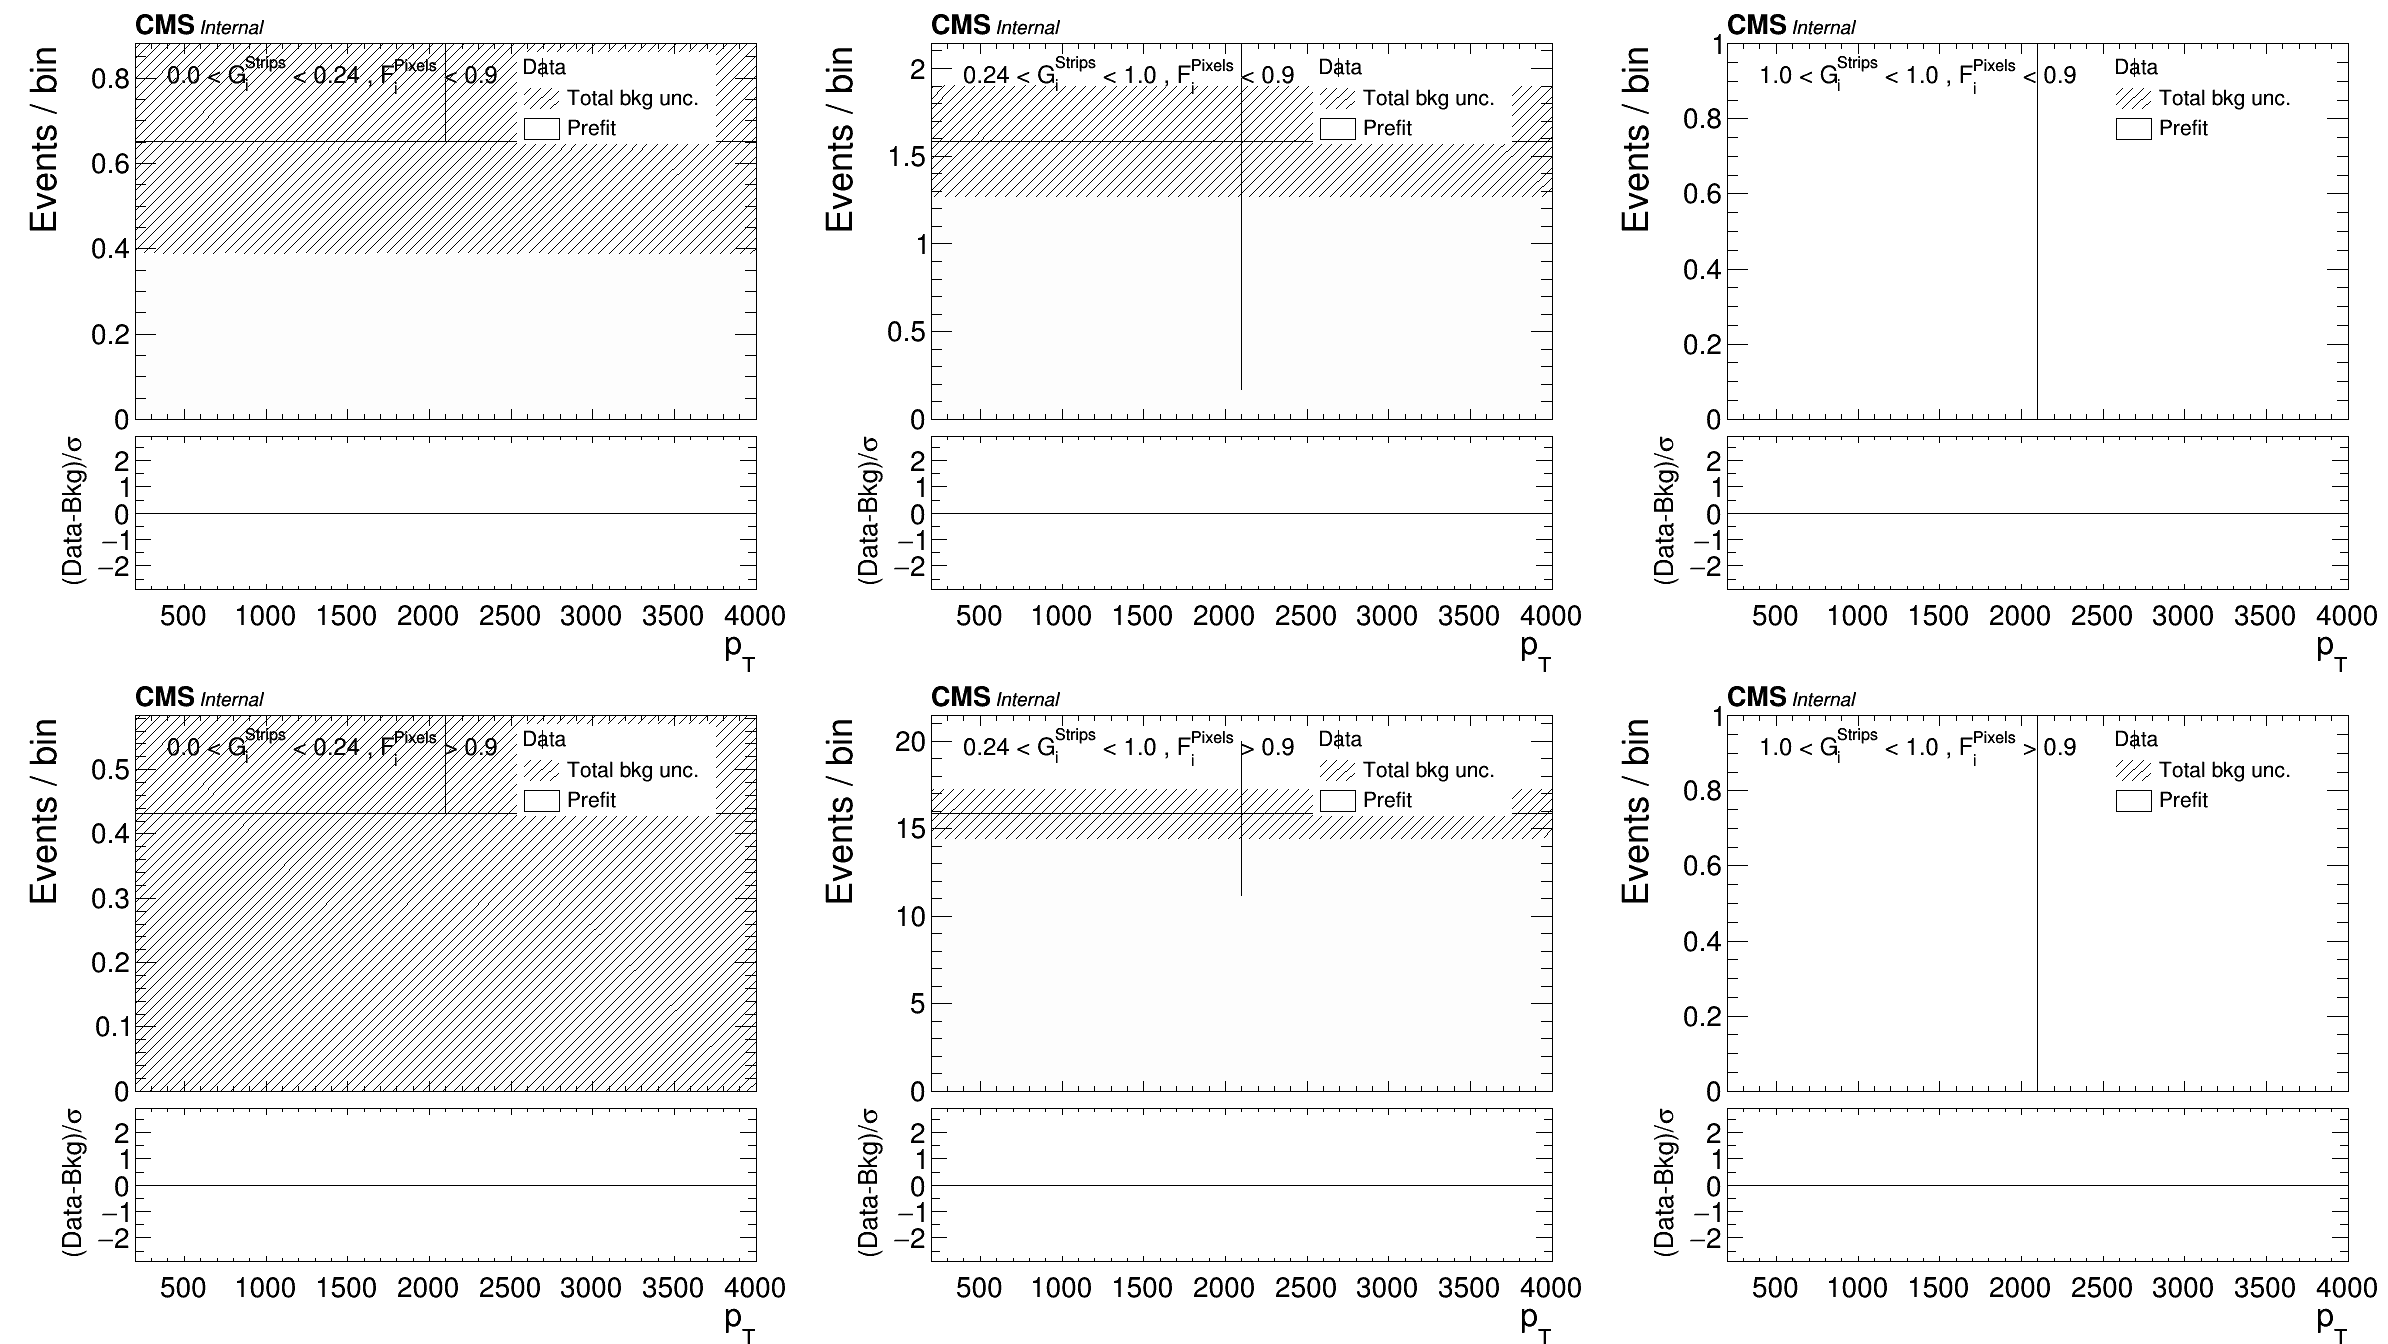 CMS Internal
Events / bin
0.0 < G_i^Strips < 0.24 , F_i^Pixels < 0.9
Data
Total bkg unc.
Prefit
0.8
0.6
0.4
0.2
0
(Data-Bkg)/σ
2
1
0
−1
−2
500 1000 1500 2000 2500 3000 3500 4000
p_T
CMS Internal
Events / bin
0.24 < G_i^Strips < 1.0 , F_i^Pixels < 0.9
Data
Total bkg unc.
Prefit
2
1.5
1
0.5
0
(Data-Bkg)/σ
2
1
0
−1
−2
500 1000 1500 2000 2500 3000 3500 4000
p_T
CMS Internal
Events / bin
1.0 < G_i^Strips < 1.0 , F_i^Pixels < 0.9
Data
Total bkg unc.
Prefit
1
0.8
0.6
0.4
0.2
0
(Data-Bkg)/σ
2
1
0
−1
−2
500 1000 1500 2000 2500 3000 3500 4000
p_T
CMS Internal
Events / bin
0.0 < G_i^Strips < 0.24 , F_i^Pixels > 0.9
Data
Total bkg unc.
Prefit
0.5
0.4
0.3
0.2
0.1
0
(Data-Bkg)/σ
2
1
0
−1
−2
500 1000 1500 2000 2500 3000 3500 4000
p_T
CMS Internal
Events / bin
0.24 < G_i^Strips < 1.0 , F_i^Pixels > 0.9
Data
Total bkg unc.
Prefit
20
15
10
5
0
(Data-Bkg)/σ
2
1
0
−1
−2
500 1000 1500 2000 2500 3000 3500 4000
p_T
CMS Internal
Events / bin
1.0 < G_i^Strips < 1.0 , F_i^Pixels > 0.9
Data
Total bkg unc.
Prefit
1
0.8
0.6
0.4
0.2
0
(Data-Bkg)/σ
2
1
0
−1
−2
500 1000 1500 2000 2500 3000 3500 4000
p_T